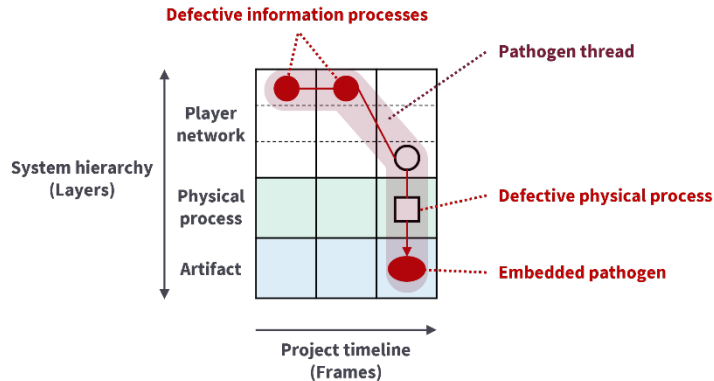 Defective information processes
Pathogen thread
Player
network
System hierarchy
(Layers)
Physical
process
Defective physical process
Artifact
Embedded pathogen
Project timeline
(Frames)